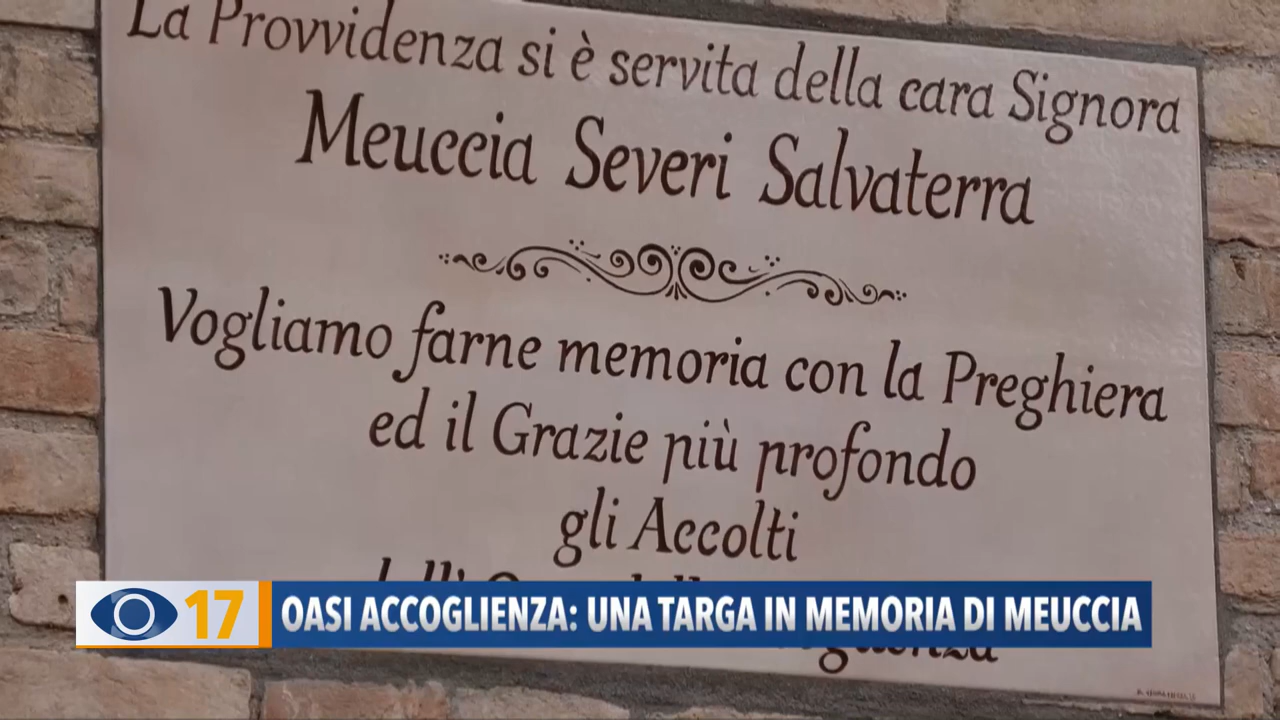 La Provvidenza si è servita della cara Signora
Meuccia Severi Salvaterra
Vogliamo farne memoria con la Preghiera
ed il Grazie più profondo
gli Accolti
17
OASI ACCOGLIENZA: UNA TARGA IN MEMORIA DI MEUCCIA